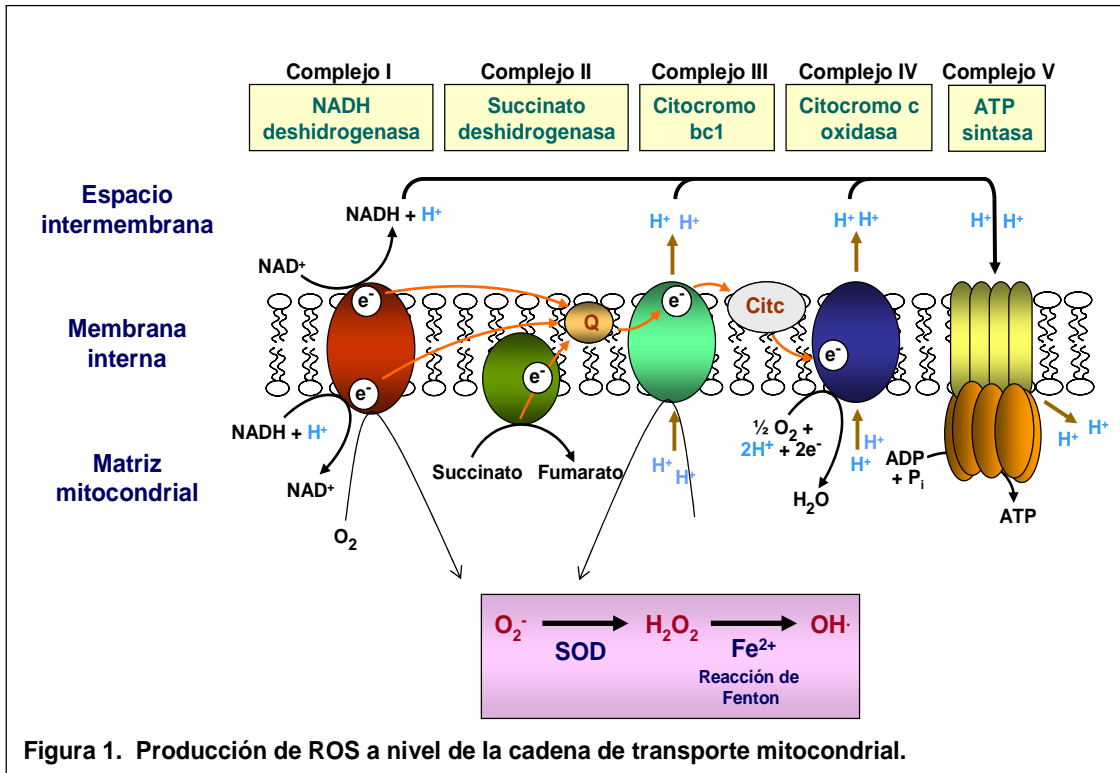 Complejo I
Complejo II
Complejo III
Complejo IV
Complejo V
NADH
deshidrogenasa
Succinato
deshidrogenasa
Citocromo
bc1
Citocromo c
oxidasa
ATP
sintasa
Espacio
intermembrana
NADH + H⁺
H⁺ H⁺
H⁺ H⁺
H⁺ H⁺
NAD⁺
Membrana
interna
e⁻
e⁻
e⁻
Q
e⁻
Citc
e⁻
Matriz
mitocondrial
NADH + H⁺
NAD⁺
O₂
Succinato
Fumarato
H⁺
H⁺
½ O₂ +
2H⁺ + 2e⁻
H₂O
H⁺
H⁺
ADP
+ Pᵢ
ATP
H⁺
H⁺
O₂⁻
SOD
H₂O₂
Fe²⁺
Reacción de
Fenton
OH·
Figura 1. Producción de ROS a nivel de la cadena de transporte mitocondrial.